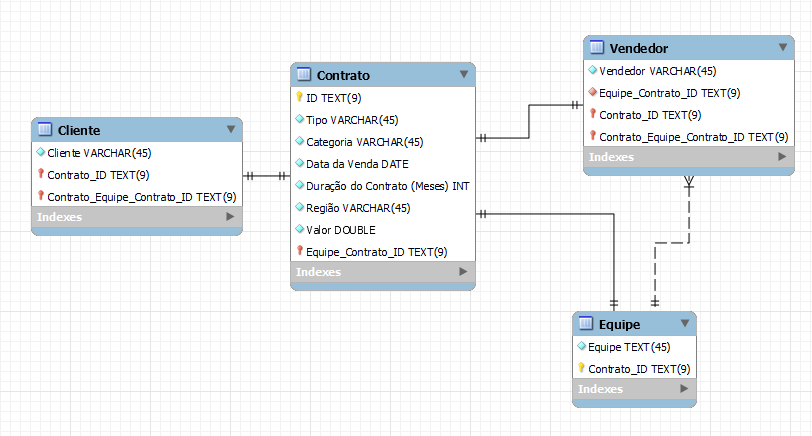 Cliente
Cliente VARCHAR(45)
Contrato_ID TEXT(9)
Contrato_Equipe_Contrato_ID TEXT(9)
Indexes
Contrato
ID TEXT(9)
Tipo VARCHAR(45)
Categoria VARCHAR(45)
Data da Venda DATE
Duração do Contrato (Meses) INT
Região VARCHAR(45)
Valor DOUBLE
Equipe_Contrato_ID TEXT(9)
Indexes
Vendedor
Vendedor VARCHAR(45)
Equipe_Contrato_ID TEXT(9)
Contrato_ID TEXT(9)
Contrato_Equipe_Contrato_ID TEXT(9)
Indexes
Equipe
Equipe TEXT(45)
Contrato_ID TEXT(9)
Indexes